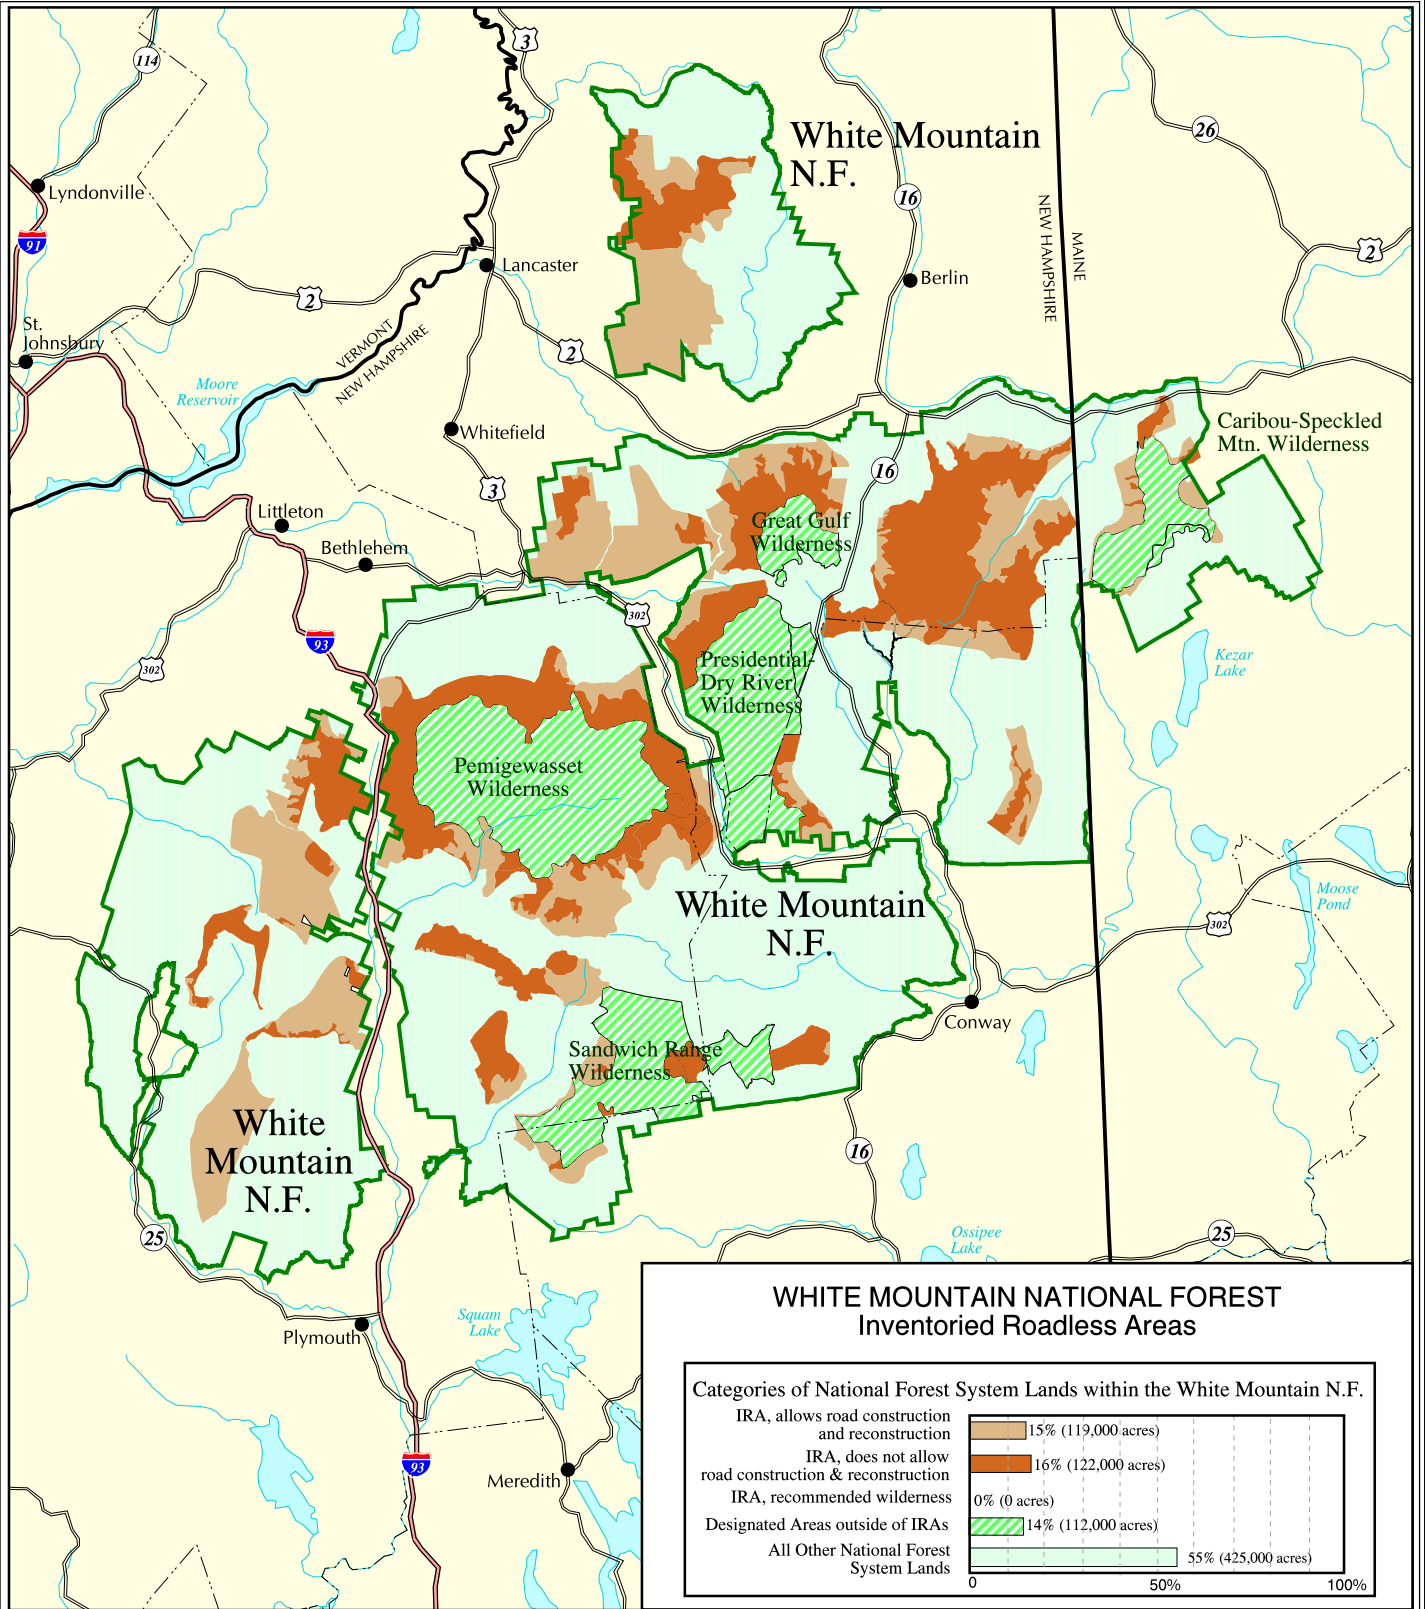 3
114
26
White Mountain
N.F.
16
Lyndonville
91
NEW HAMPSHIRE
MAINE
2
Lancaster
Berlin
2
St.
Johnsbury
VERMONT
NEW HAMPSHIRE
2
Moore
Reservoir
Whitefield
Caribou-Speckled
Mtn. Wilderness
16
3
Littleton
Great Gulf
Wilderness
Bethlehem
302
93
302
Presidential-
Dry River
Wilderness
Kezar
Lake
Pemigewasset
Wilderness
Moose
Pond
White Mountain
N.F.
302
Conway
Sandwich Range
Wilderness
White
Mountain
N.F.
16
25
Ossipee
Lake
25
Squam
Lake
Plymouth
93
Meredith
WHITE MOUNTAIN NATIONAL FOREST
Inventoried Roadless Areas
Categories of National Forest System Lands within the White Mountain N.F.
IRA, allows road construction
and reconstruction
15% (119,000 acres)
IRA, does not allow
road construction & reconstruction
16% (122,000 acres)
IRA, recommended wilderness
0% (0 acres)
Designated Areas outside of IRAs
14% (112,000 acres)
All Other National Forest
System Lands
55% (425,000 acres)
0
50%
100%